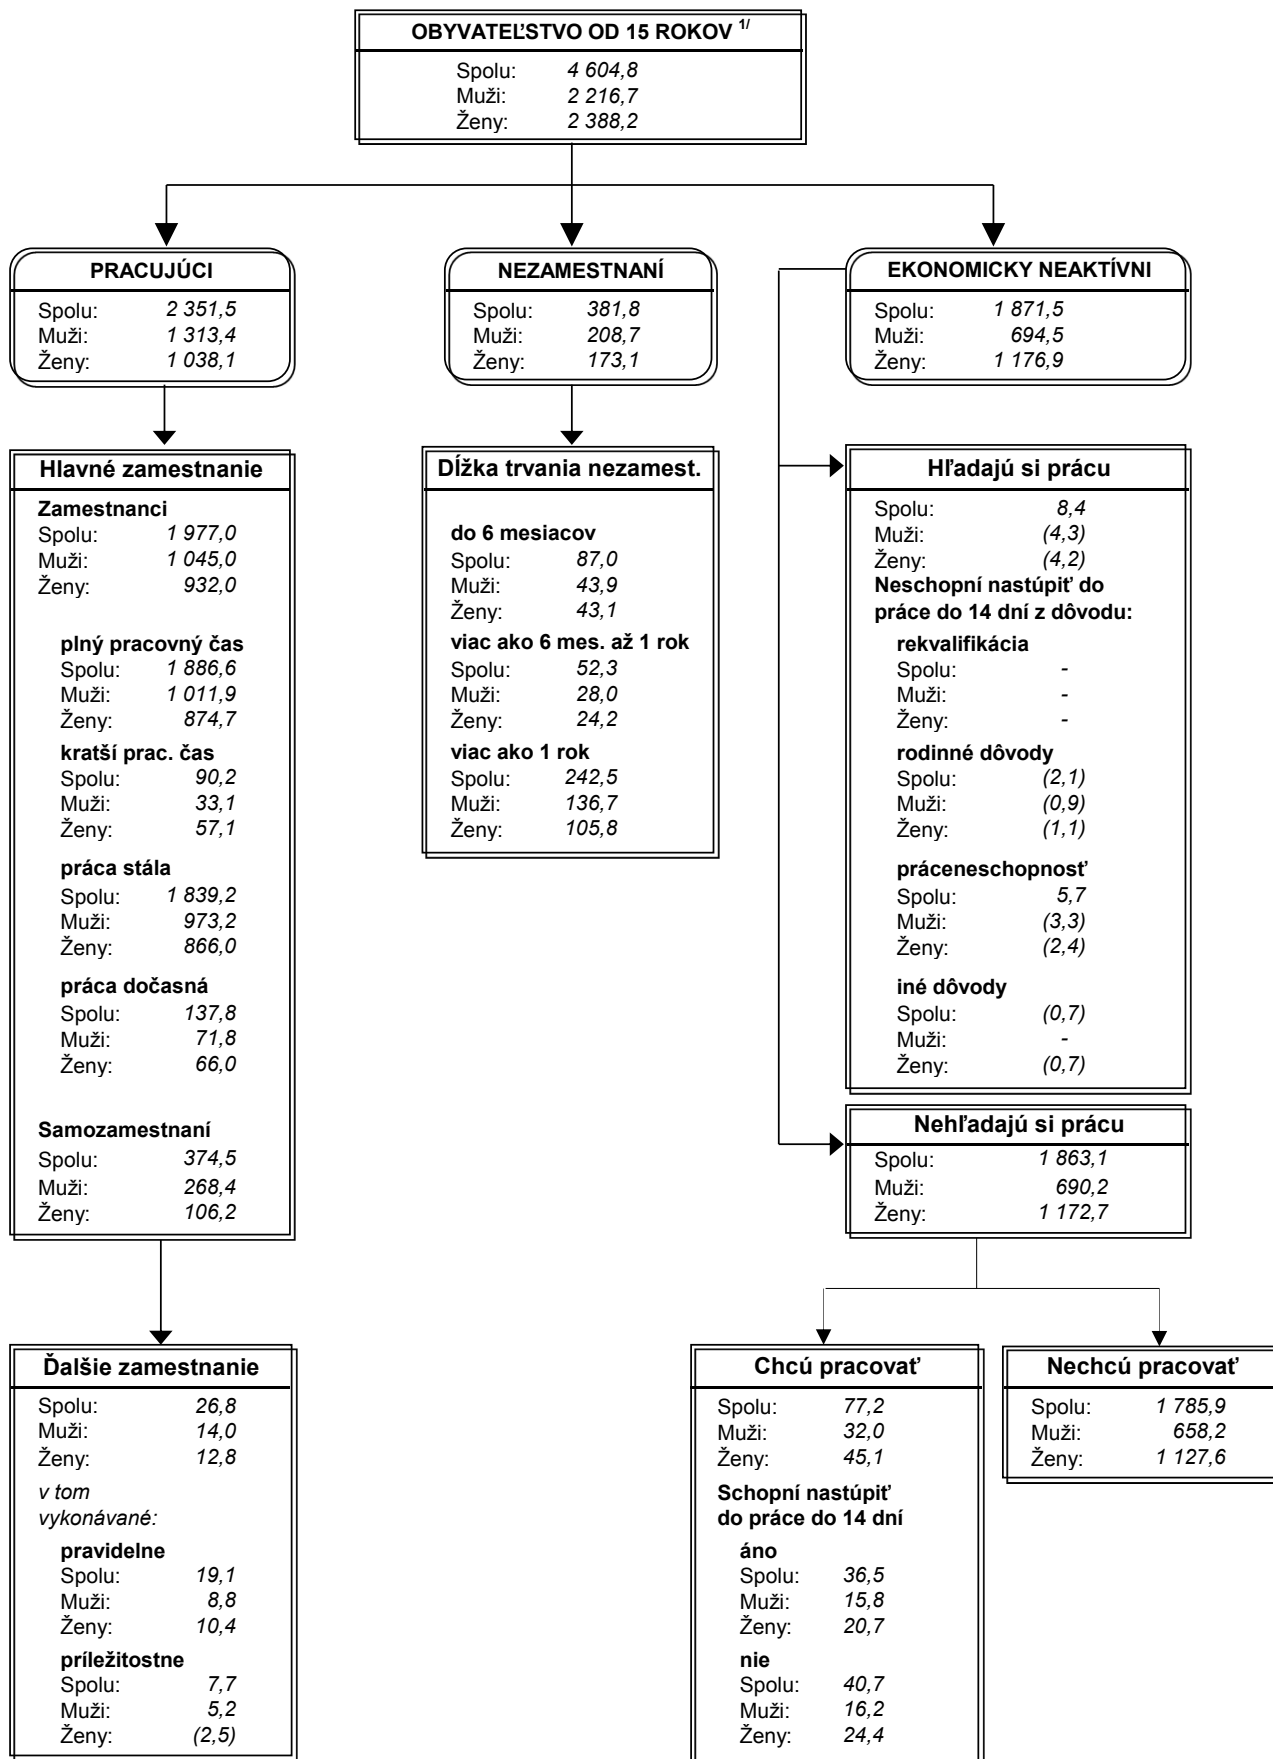 OBYVATEĽSTVO OD 15 ROKOV 1/
Spolu: 4 604,8
Muži: 2 216,7
Ženy: 2 388,2
PRACUJÚCI
Spolu: 2 351,5
Muži: 1 313,4
Ženy: 1 038,1
NEZAMESTNANÍ
Spolu: 381,8
Muži: 208,7
Ženy: 173,1
EKONOMICKY NEAKTÍVNI
Spolu: 1 871,5
Muži: 694,5
Ženy: 1 176,9
Hlavné zamestnanie
Zamestnanci
Spolu: 1 977,0
Muži: 1 045,0
Ženy: 932,0
plný pracovný čas
Spolu: 1 886,6
Muži: 1 011,9
Ženy: 874,7
kratší prac. čas
Spolu: 90,2
Muži: 33,1
Ženy: 57,1
práca stála
Spolu: 1 839,2
Muži: 973,2
Ženy: 866,0
práca dočasná
Spolu: 137,8
Muži: 71,8
Ženy: 66,0
Samozamestnaní
Spolu: 374,5
Muži: 268,4
Ženy: 106,2
Dĺžka trvania nezamest.
do 6 mesiacov
Spolu: 87,0
Muži: 43,9
Ženy: 43,1
viac ako 6 mes. až 1 rok
Spolu: 52,3
Muži: 28,0
Ženy: 24,2
viac ako 1 rok
Spolu: 242,5
Muži: 136,7
Ženy: 105,8
Hľadajú si prácu
Spolu: 8,4
Muži: (4,3)
Ženy: (4,2)
Neschopní nastúpiť do
práce do 14 dní z dôvodu:
rekvalifikácia
Spolu: -
Muži: -
Ženy: -
rodinné dôvody
Spolu: (2,1)
Muži: (0,9)
Ženy: (1,1)
práceneschopnosť
Spolu: 5,7
Muži: (3,3)
Ženy: (2,4)
iné dôvody
Spolu: (0,7)
Muži: -
Ženy: (0,7)
Nehľadajú si prácu
Spolu: 1 863,1
Muži: 690,2
Ženy: 1 172,7
Ďalšie zamestnanie
Spolu: 26,8
Muži: 14,0
Ženy: 12,8
v tom
vykonávané:
pravidelne
Spolu: 19,1
Muži: 8,8
Ženy: 10,4
príležitostne
Spolu: 7,7
Muži: 5,2
Ženy: (2,5)
Chcú pracovať
Spolu: 77,2
Muži: 32,0
Ženy: 45,1
Schopní nastúpiť
do práce do 14 dní
áno
Spolu: 36,5
Muži: 15,8
Ženy: 20,7
nie
Spolu: 40,7
Muži: 16,2
Ženy: 24,4
Nechcú pracovať
Spolu: 1 785,9
Muži: 658,2
Ženy: 1 127,6